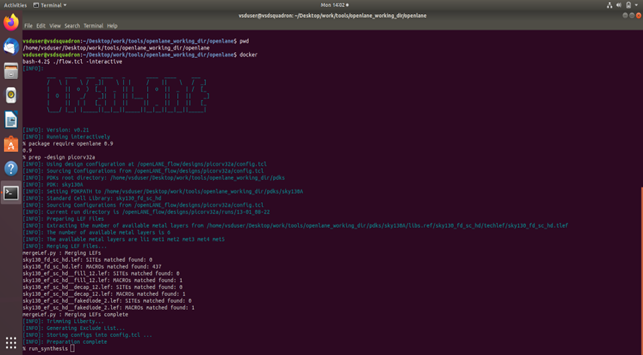 Activities
Terminal
Mon 14:02
vsduser@vsdsquadron: ~/Desktop/work/tools/openlane_working_dir/openlane
File Edit View Search Terminal Help
vsduser@vsdsquadron:~/Desktop/work/tools/openlane_working_dir/openlane$ pwd
/home/vsduser/Desktop/work/tools/openlane_working_dir/openlane
vsduser@vsdsquadron:~/Desktop/work/tools/openlane_working_dir/openlane$ docker
bash-4.2$ ./flow.tcl -interactive
[INFO]:
[INFO]: Version: v0.21
[INFO]: Running interactively
% package require openlane 0.9
0.9
% prep -design picorv32a
[INFO]: Using design configuration at /openLANE_flow/designs/picorv32a/config.tcl
[INFO]: Sourcing Configurations from /openLANE_flow/designs/picorv32a/config.tcl
[INFO]: PDKs root directory: /home/vsduser/Desktop/work/tools/openlane_working_dir/pdks
[INFO]: PDK: sky130A
[INFO]: Setting PDKPATH to /home/vsduser/Desktop/work/tools/openlane_working_dir/pdks/sky130A
[INFO]: Standard Cell Library: sky130_fd_sc_hd
[INFO]: Sourcing Configurations from /openLANE_flow/designs/picorv32a/config.tcl
[INFO]: Current run directory is /openLANE_flow/designs/picorv32a/runs/13-01_08-22
[INFO]: Preparing LEF Files
[INFO]: Extracting the number of available metal layers from /home/vsduser/Desktop/work/tools/openlane_working_dir/pdks/sky130A/libs.ref/sky130_fd_sc_hd/techlef/sky130_fd_sc_hd.tlef
[INFO]: The number of available metal layers is 6
[INFO]: The available metal layers are li1 met1 met2 met3 met4 met5
[INFO]: Merging LEF Files...
mergeLef.py : Merging LEFs
sky130_fd_sc_hd.lef: SITEs matched found: 0
sky130_fd_sc_hd.lef: MACROs matched found: 437
sky130_ef_sc_hd__fill_12.lef: SITEs matched found: 0
sky130_ef_sc_hd__fill_12.lef: MACROs matched found: 1
sky130_ef_sc_hd__decap_12.lef: SITEs matched found: 0
sky130_ef_sc_hd__decap_12.lef: MACROs matched found: 1
sky130_ef_sc_hd__fakediode_2.lef: SITEs matched found: 0
sky130_ef_sc_hd__fakediode_2.lef: MACROs matched found: 1
mergeLef.py : Merging LEFs complete
[INFO]: Trimming Liberty...
[INFO]: Generating Exclude List...
[INFO]: Storing configs into config.tcl ...
[INFO]: Preparation complete
% run_synthesis